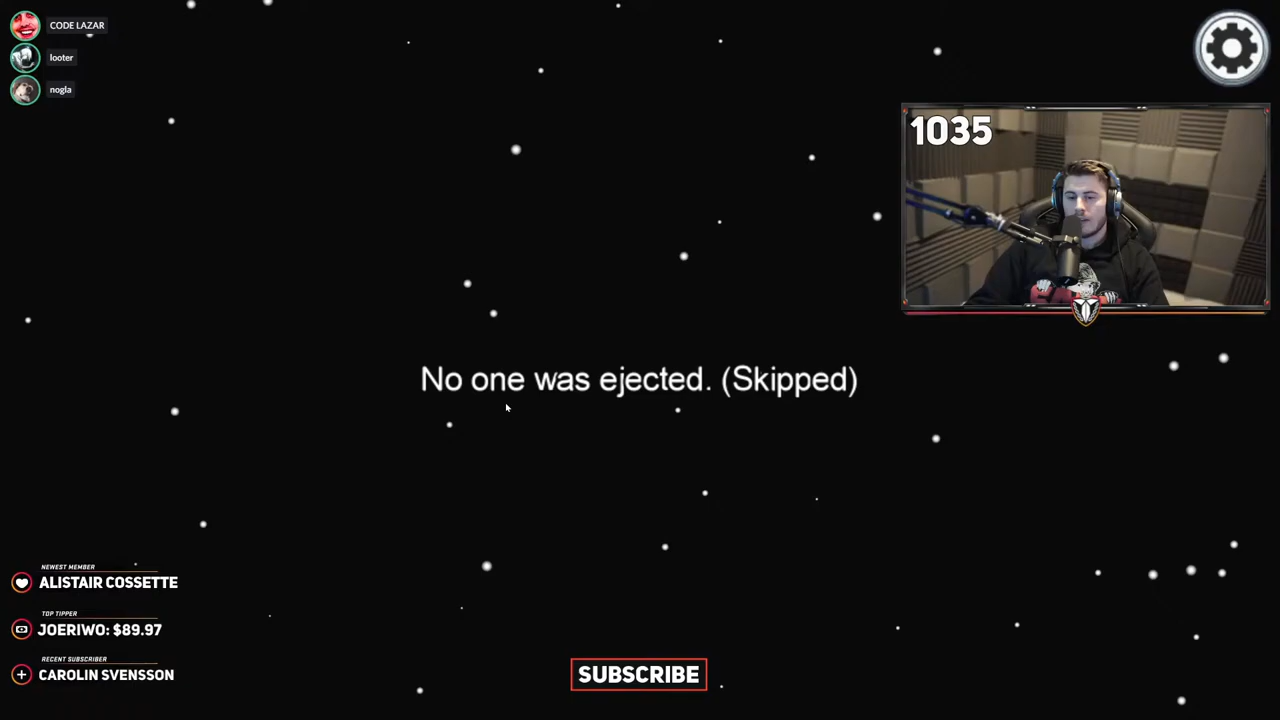 CODE LAZAR
looter
nogla
1035
No one was ejected. (Skipped)
NEWEST MEMBER
ALISTAIR COSSETTE
TOP TIPPER
JOERIWO: $89.97
RECENT SUBSCRIBER
CAROLIN SVENSSON
SUBSCRIBE